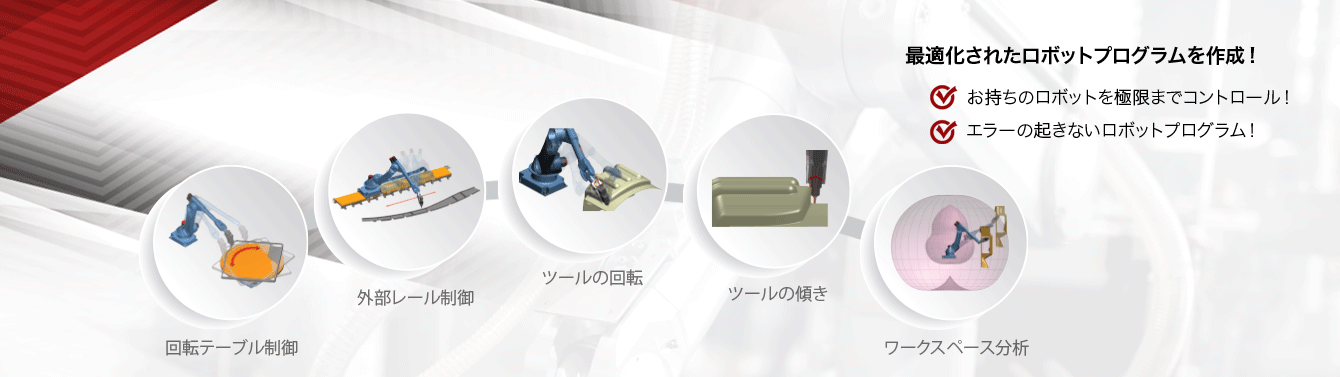 最適化されたロボットプログラムを作成！
お持ちのロボットを極限までコントロール！
エラーの起きないロボットプログラム！
回転テーブル制御
外部レール制御
ツールの回転
ツールの傾き
ワークスペース分析